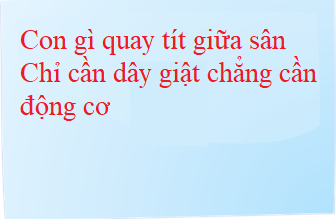 Con gì quay tít giữa sân
Chỉ cần dây giật chẳng cần
động cơ